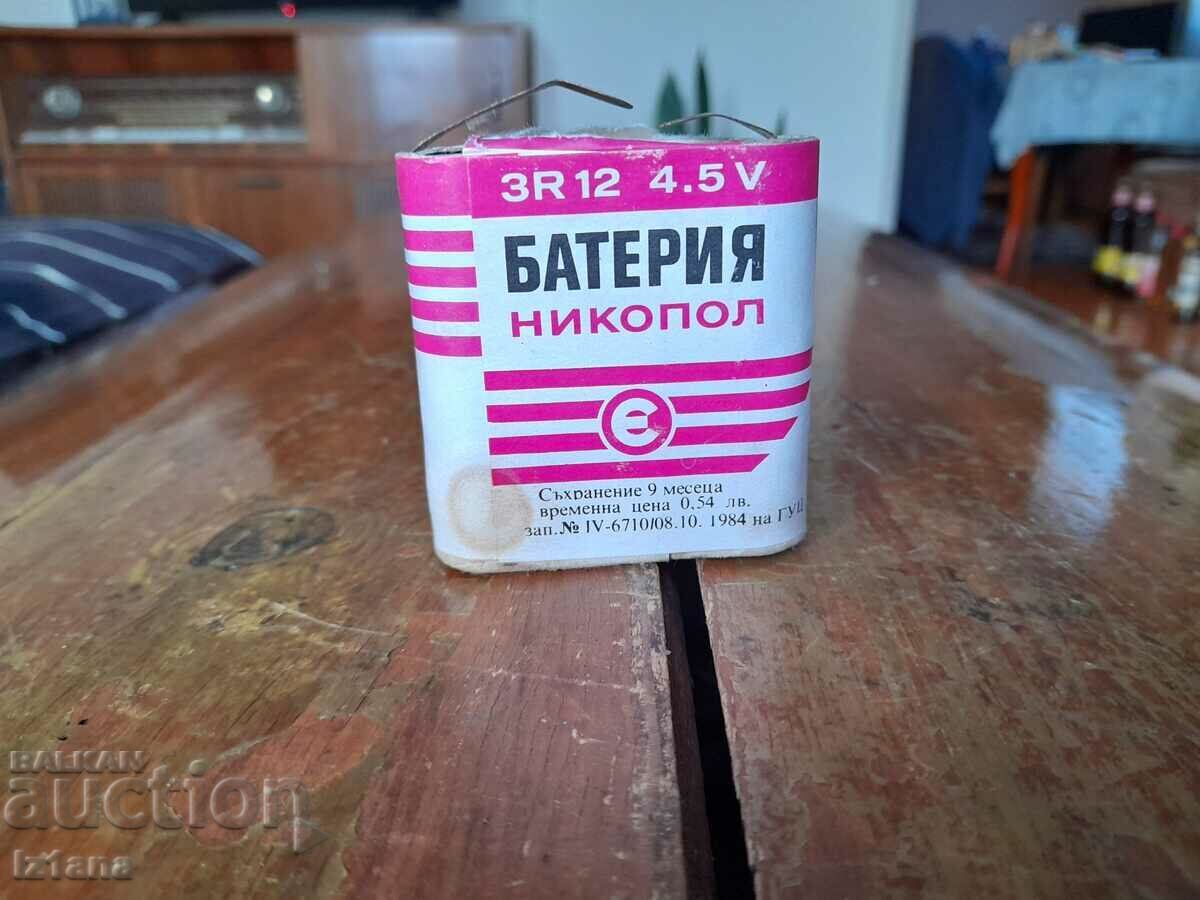 3R12 4.5V
БАТЕРИЯ
НИКОПОЛ
Є
Съхранение 9 месеца
временна цена 0,54 лв.
зап.№ IV-6710/08.10. 1984 на ГУЦ
BALKAN
auction
iz1ana